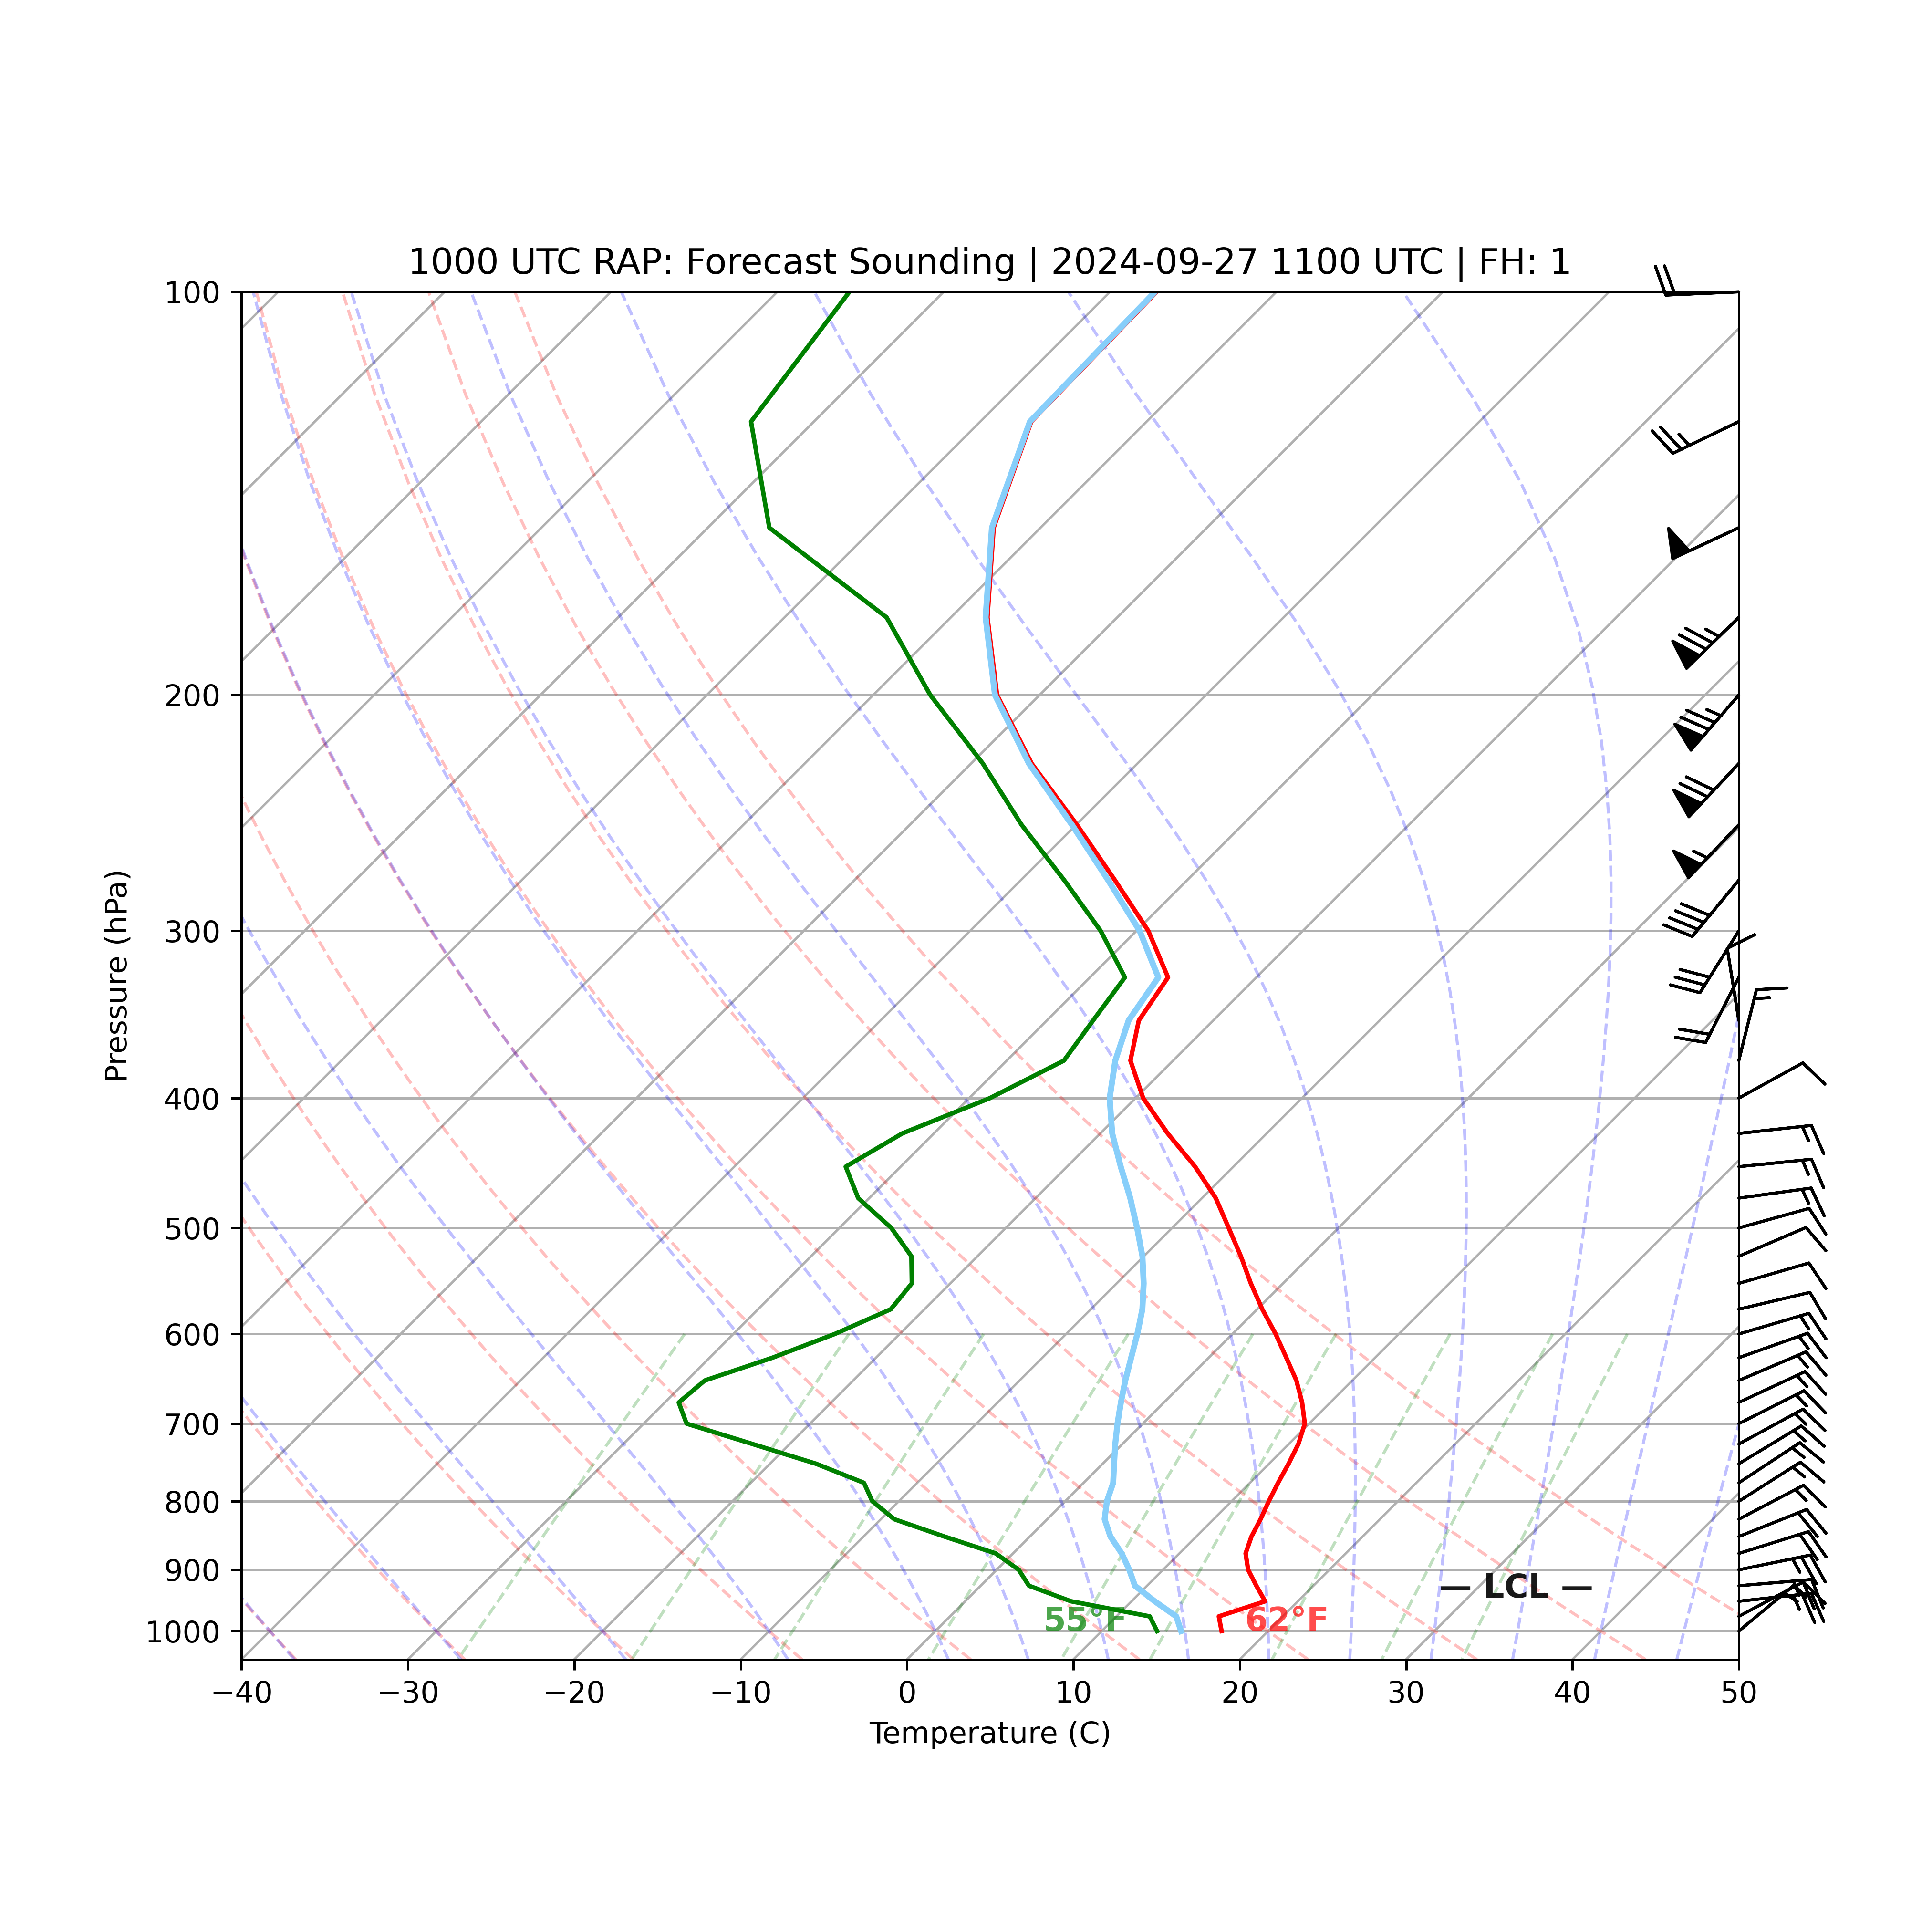 1000 UTC RAP: Forecast Sounding | 2024-09-27 1100 UTC | FH: 1
100
200
300
400
500
600
700
800
900
1000
Pressure (hPa)
— LCL —
55°F
62°F
−40 −30 −20 −10 0 10 20 30 40 50
Temperature (C)